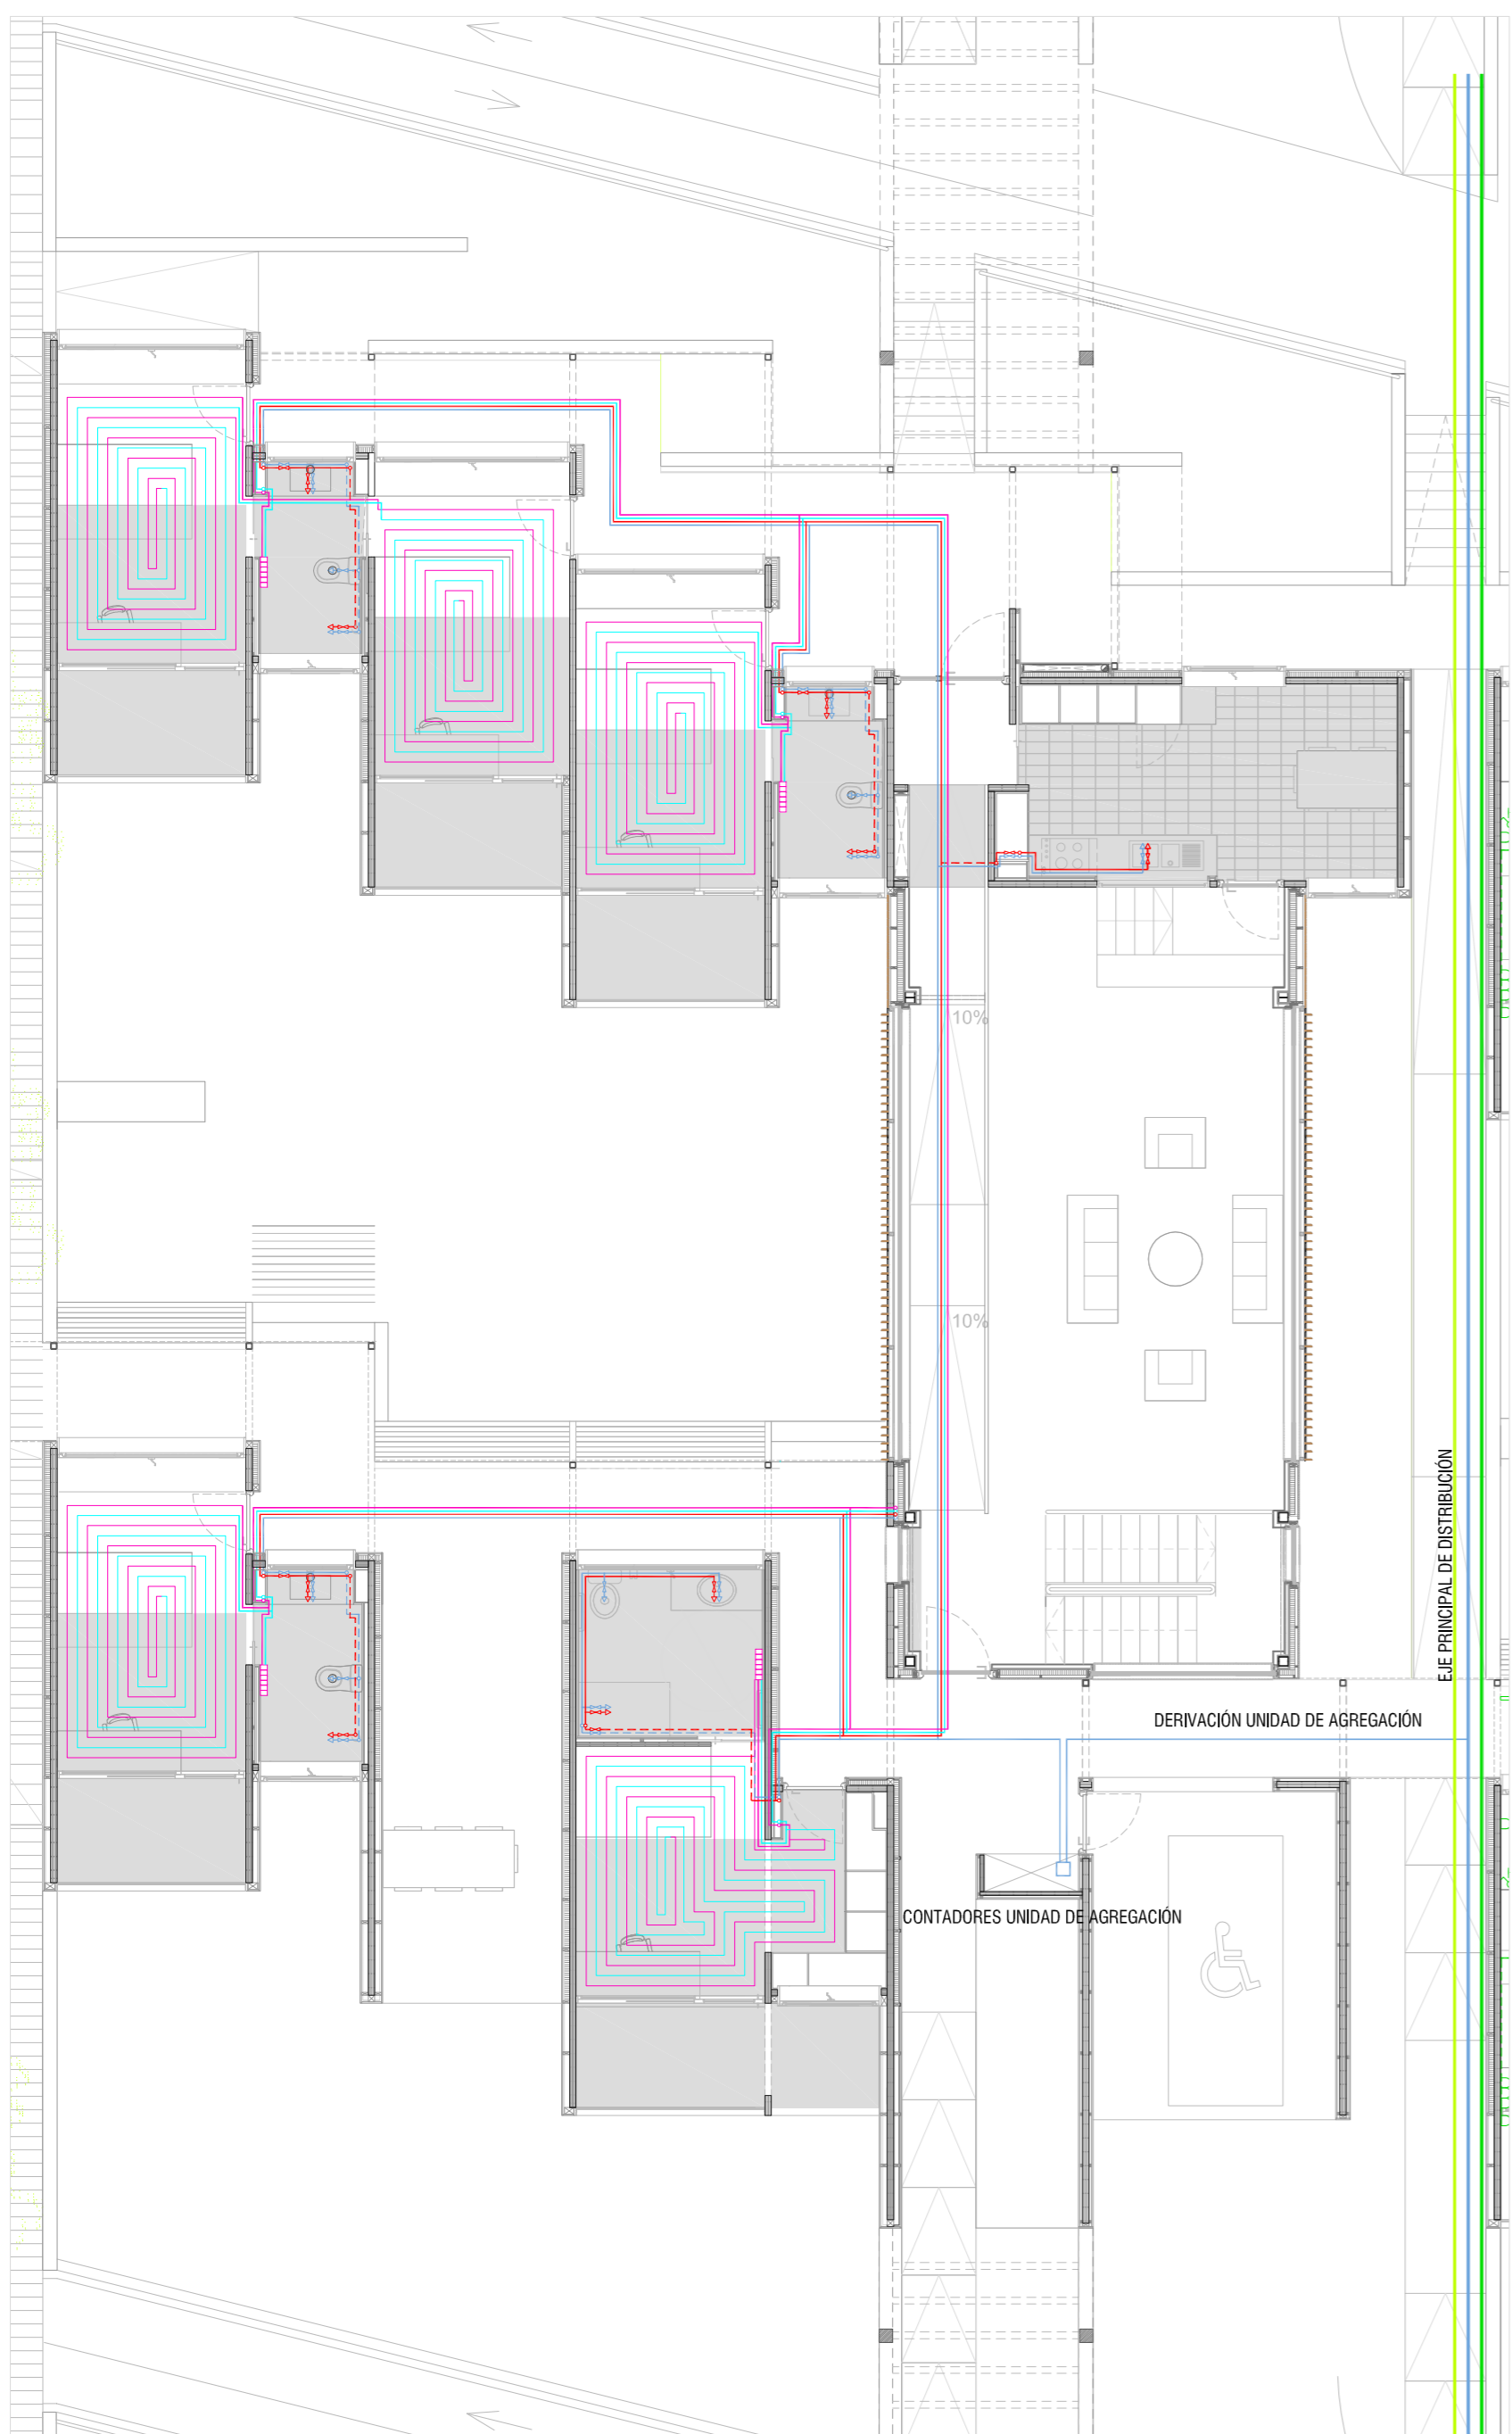 10%
10%
EJE PRINCIPAL DE DISTRIBUCIÓN
DERIVACIÓN UNIDAD DE AGREGACIÓN
CONTADORES UNIDAD DE AGREGACIÓN